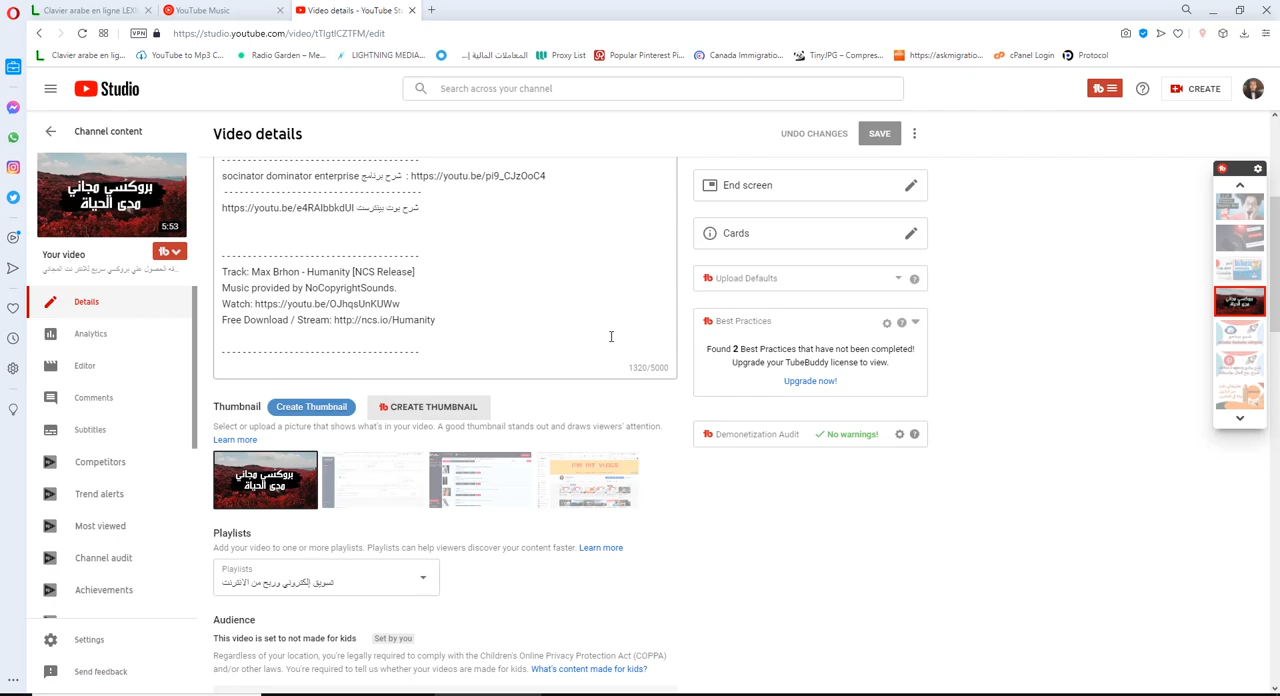 Clavier arabe en ligne LEXI
YouTube Music
Video details - YouTube St
VPN
https://studio.youtube.com/video/tTIgtlCZTFM/edit
Clavier arabe en lig...
YouTube to Mp3 C...
Radio Garden – Me...
LIGHTNING MEDIA...
المعاملات المالية إ...
Proxy List
Popular Pinterest Pi...
Canada Immigratio...
TinyJPG – Compres...
https://askmigratio...
cPanel Login
Protocol
Studio
Search across your channel
CREATE
Channel content
Video details
UNDO CHANGES
SAVE
بروكسي مجاني
مدى الحياة
5:53
Your video
Details
Analytics
Editor
Comments
Subtitles
Competitors
Trend alerts
Most viewed
Channel audit
Achievements
Settings
Send feedback
- - - - - - - - - - - - - - - - - - - - - - - - - - - - - - - - -
socinator dominator enterprise شرح برنامج : https://youtu.be/pi9_CJzOoC4
- - - - - - - - - - - - - - - - - - - - - - - - - - - - - - - - -
https://youtu.be/e4RAIbbkdUI شرح بوت بينترست
- - - - - - - - - - - - - - - - - - - - - - - - - - - - - - - - -
Track: Max Brhon - Humanity [NCS Release]
Music provided by NoCopyrightSounds.
Watch: https://youtu.be/OJhqsUnKUWw
Free Download / Stream: http://ncs.io/Humanity
- - - - - - - - - - - - - - - - - - - - - - - - - - - - - - - - -
1320/5000
Thumbnail
Create Thumbnail
CREATE THUMBNAIL
Select or upload a picture that shows what's in your video. A good thumbnail stands out and draws viewers' attention.
Learn more
بروكسي مجاني
مدى الحياة
Playlists
Add your video to one or more playlists. Playlists can help viewers discover your content faster. Learn more
Playlists
تسويق إلكتروني وربح من الانترنت
Audience
This video is set to not made for kids
Set by you
Regardless of your location, you're legally required to comply with the Children's Online Privacy Protection Act (COPPA)
and/or other laws. You're required to tell us whether your videos are made for kids. What's content made for kids?
End screen
Cards
Upload Defaults
Best Practices
Found 2 Best Practices that have not been completed!
Upgrade your TubeBuddy license to view.
Upgrade now!
Demonetization Audit
No warnings!